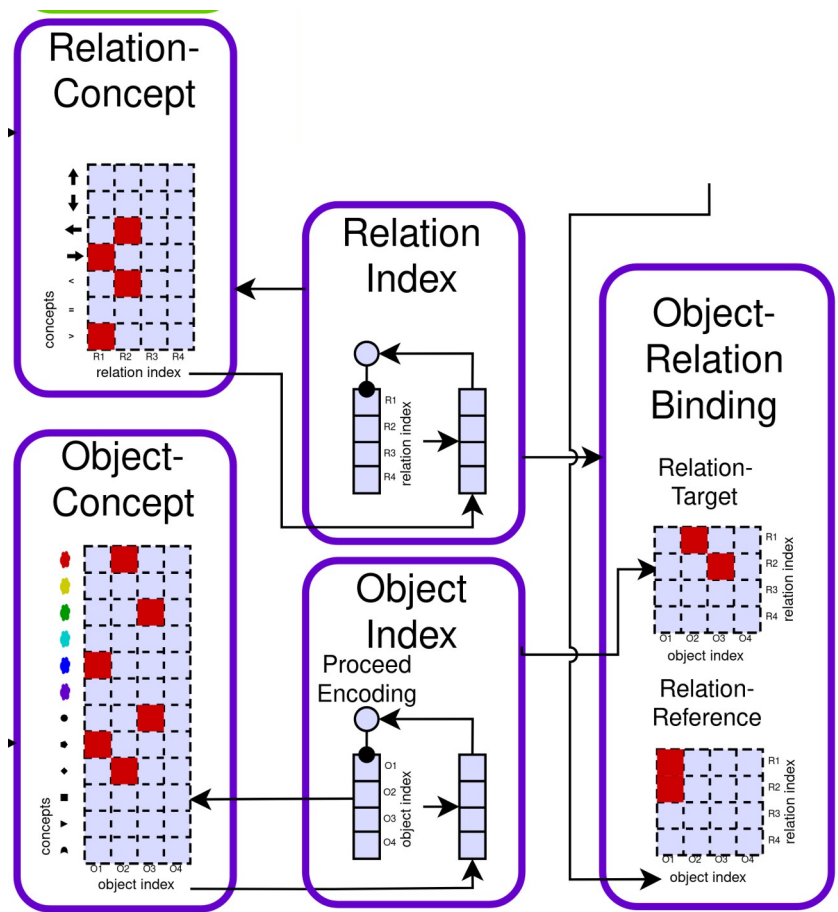 Relation-
Concept
concepts
<
=
>
R1 R2 R3 R4
relation index
Relation
Index
R1
R2
R3
R4
relation index
Object-
Concept
concepts
O1 O2 O3 O4
object index
Object
Index
Proceed
Encoding
O1
O2
O3
O4
object index
Object-
Relation
Binding
Relation-
Target
R1
R2
R3
R4
relation index
O1 O2 O3 O4
object index
Relation-
Reference
R1
R2
R3
R4
relation index
O1 O2 O3 O4
object index